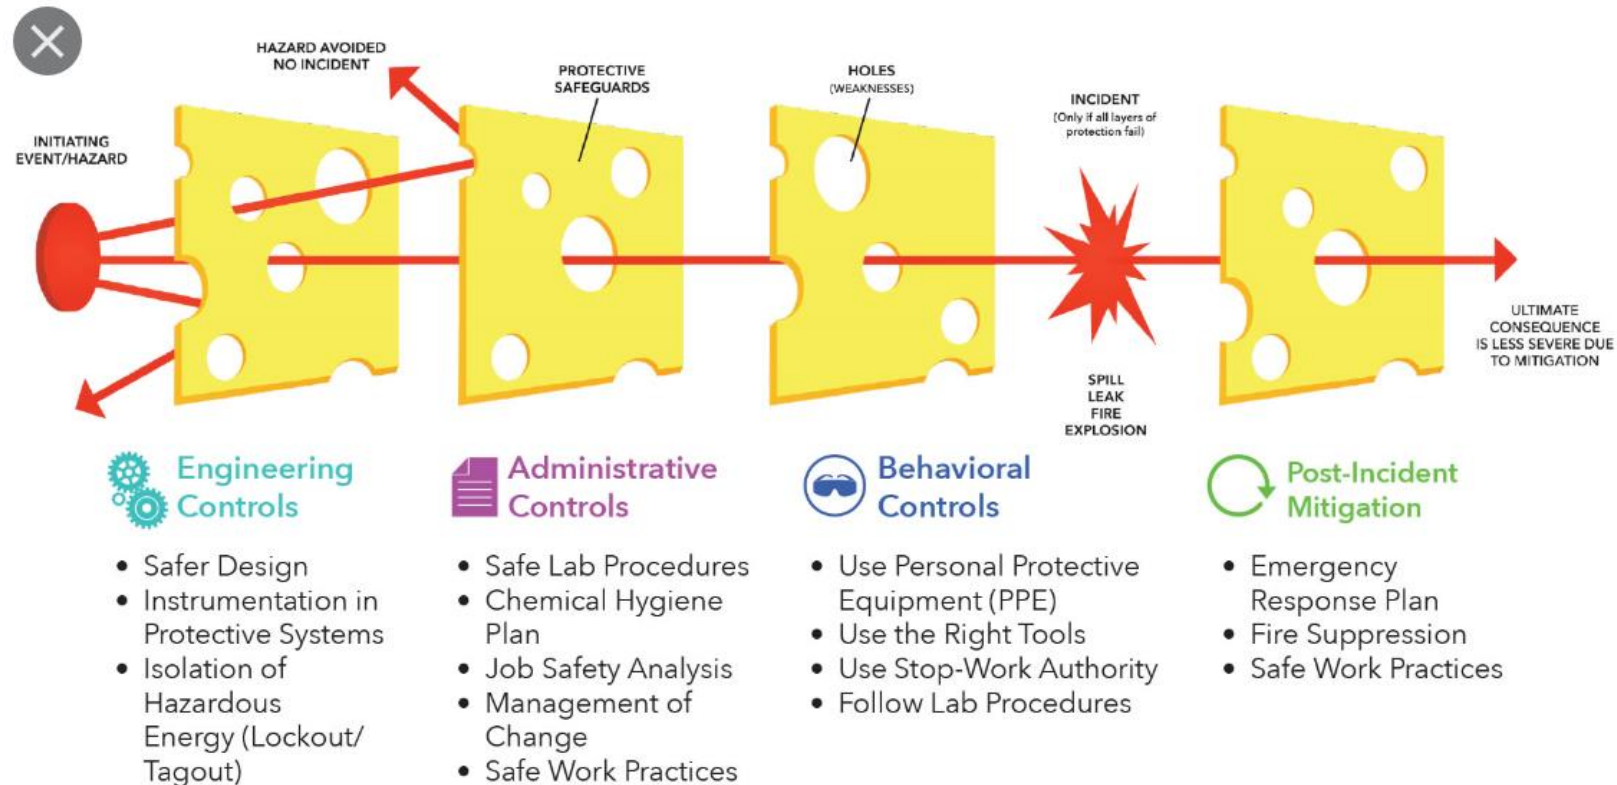 HAZARD AVOIDED
NO INCIDENT
PROTECTIVE
SAFEGUARDS
HOLES
(WEAKNESSES)
INCIDENT
(Only if all layers of
protection fail)
INITIATING
EVENT/HAZARD
ULTIMATE
CONSEQUENCE
IS LESS SEVERE DUE
TO MITIGATION
SPILL
LEAK
FIRE
EXPLOSION
Engineering
Controls
• Safer Design
• Instrumentation in
Protective Systems
• Isolation of
Hazardous
Energy (Lockout/
Tagout)
Administrative
Controls
• Safe Lab Procedures
• Chemical Hygiene
Plan
• Job Safety Analysis
• Management of
Change
• Safe Work Practices
Behavioral
Controls
• Use Personal Protective
Equipment (PPE)
• Use the Right Tools
• Use Stop-Work Authority
• Follow Lab Procedures
Post-Incident
Mitigation
• Emergency
Response Plan
• Fire Suppression
• Safe Work Practices